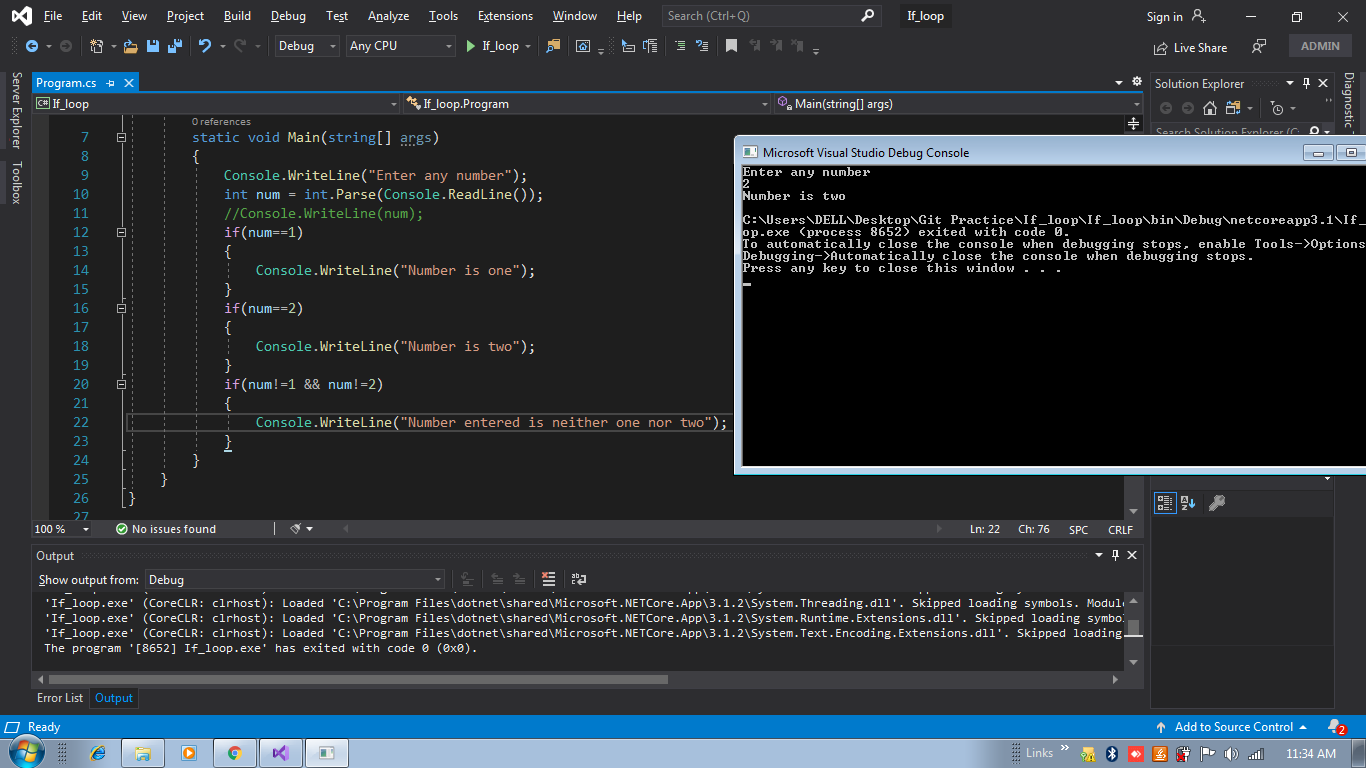 File Edit View Project Build Debug Test Analyze Tools Extensions Window Help Search (Ctrl+Q) If_loop Sign in
Debug Any CPU If_loop Live Share ADMIN
Server Explorer
Toolbox
Program.cs
If_loop If_loop.Program Main(string[] args)
0 references
7 static void Main(string[] args)
8 {
9 Console.WriteLine("Enter any number");
10 int num = int.Parse(Console.ReadLine());
11 //Console.WriteLine(num);
12 if(num==1)
13 {
14 Console.WriteLine("Number is one");
15 }
16 if(num==2)
17 {
18 Console.WriteLine("Number is two");
19 }
20 if(num!=1 && num!=2)
21 {
22 Console.WriteLine("Number entered is neither one nor two");
23 }
24 }
25 }
26 }
27
100 % No issues found Ln: 22 Ch: 76 SPC CRLF
Solution Explorer
Search Solution Explorer (C
Diagnostic
Microsoft Visual Studio Debug Console
Enter any number
2
Number is two
C:\Users\DELL\Desktop\Git Practice\If_loop\If_loop\bin\Debug\netcoreapp3.1\If_
op.exe (process 8652) exited with code 0.
To automatically close the console when debugging stops, enable Tools->Options
Debugging->Automatically close the console when debugging stops.
Press any key to close this window . . .
Output
Show output from: Debug
'If_loop.exe' (CoreCLR: clrhost): Loaded 'C:\Program Files\dotnet\shared\Microsoft.NETCore.App\3.1.2\System.Threading.dll'. Skipped loading symbols. Modul
'If_loop.exe' (CoreCLR: clrhost): Loaded 'C:\Program Files\dotnet\shared\Microsoft.NETCore.App\3.1.2\System.Runtime.Extensions.dll'. Skipped loading symbo
'If_loop.exe' (CoreCLR: clrhost): Loaded 'C:\Program Files\dotnet\shared\Microsoft.NETCore.App\3.1.2\System.Text.Encoding.Extensions.dll'. Skipped loading
The program '[8652] If_loop.exe' has exited with code 0 (0x0).
Error List Output
Ready Add to Source Control 2
Links 11:34 AM